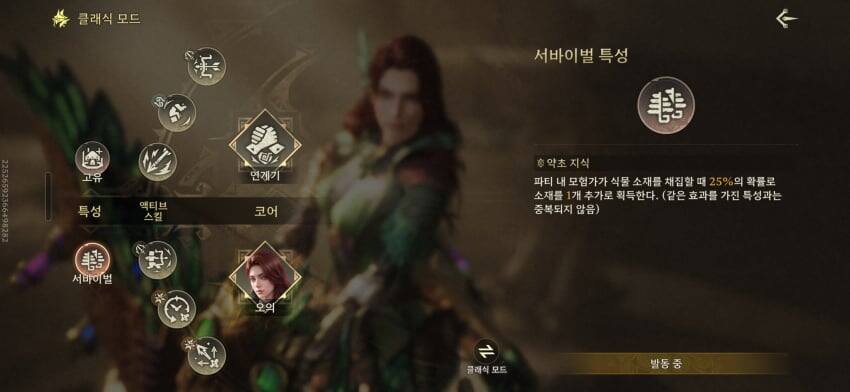 클래식 모드
서바이벌 특성
연계기
고유
약초 지식
파티 내 모험가가 식물 소재를 채집할 때 25%의 확률로
소재를 1개 추가로 획득한다. (같은 효과를 가진 특성과는
중복되지 않음)
특성
액티브
스킬
코어
서바이벌
오의
클래식 모드
발동 중
22526592366498282